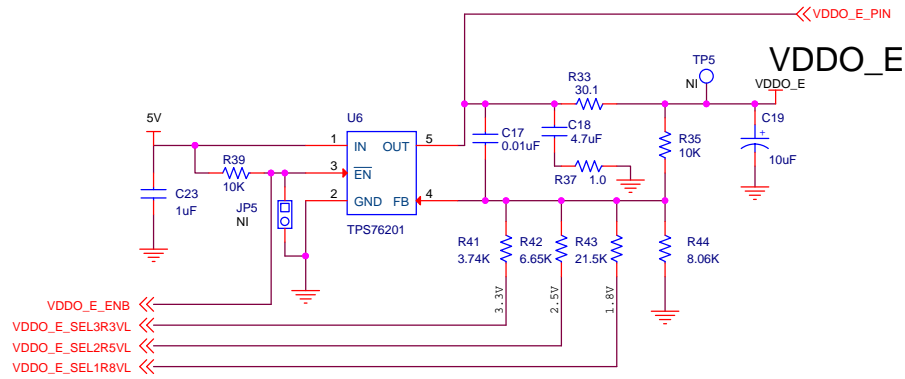 VDDO_E_PIN
VDDO_E
TP5
NI
VDDO_E
R33
30.1
C19
10uF
5V
U6
1 IN OUT 5
C17
0.01uF
C18
4.7uF
R35
10K
R39
10K
3 EN
R37 1.0
C23
1uF
JP5
NI
2 GND FB 4
TPS76201
R41
3.74K
R42
6.65K
R43
21.5K
R44
8.06K
3.3V
2.5V
1.8V
VDDO_E_ENB
VDDO_E_SEL3R3VL
VDDO_E_SEL2R5VL
VDDO_E_SEL1R8VL